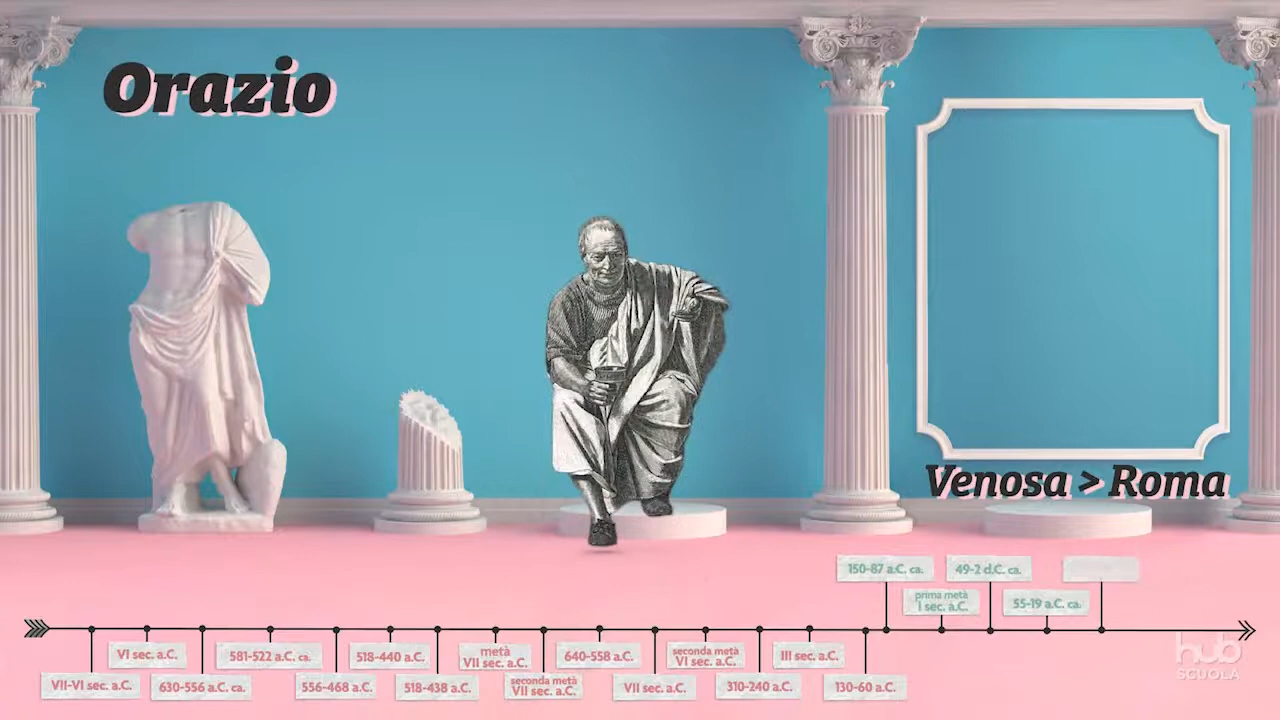 Orazio
Venosa > Roma
150-87 a.C. ca.
49-2 d.C. ca.
prima metà
I sec. a.C.
55-19 a.C. ca.
VI sec. a.C.
581-522 a.C. ca.
518-440 a.C.
metà
VII sec. a.C.
640-558 a.C.
seconda metà
VI sec. a.C.
III sec. a.C.
VII-VI sec. a.C.
630-556 a.C. ca.
556-468 a.C.
518-438 a.C.
seconda metà
VII sec. a.C.
VII sec. a.C.
310-240 a.C.
130-60 a.C.
hub
SCUOLA